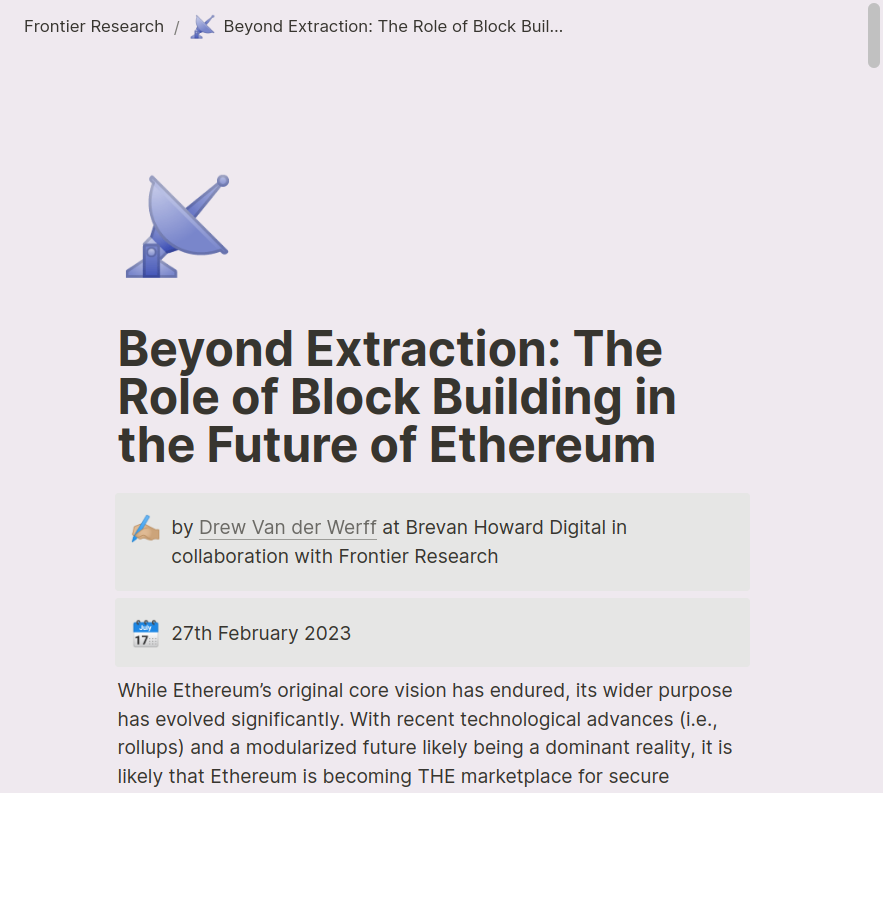 Frontier Research / Beyond Extraction: The Role of Block Buil…
Beyond Extraction: The
Role of Block Building in
the Future of Ethereum
by Drew Van der Werff at Brevan Howard Digital in
collaboration with Frontier Research
July
17
27th February 2023
While Ethereum’s original core vision has endured, its wider purpose
has evolved significantly. With recent technological advances (i.e.,
rollups) and a modularized future likely being a dominant reality, it is
likely that Ethereum is becoming THE marketplace for secure